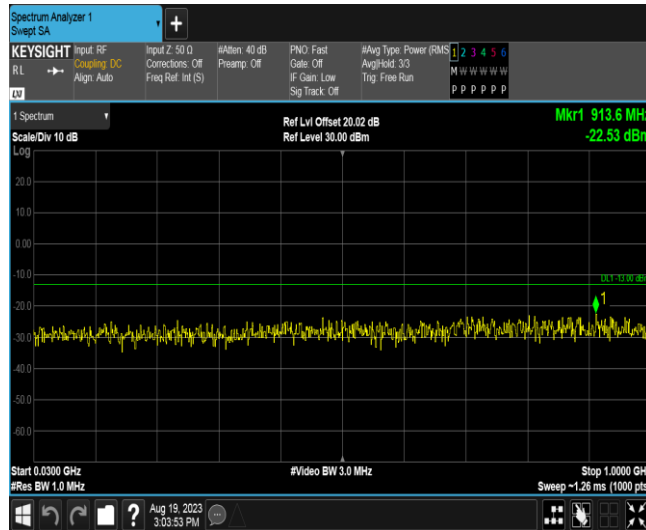 Spectrum Analyzer 1
Swept SA
KEYSIGHT
RL
LXI
Input: RF
Coupling: DC
Align: Auto
Input Z: 50 Ω
Corrections: Off
Freq Ref: Int (S)
#Atten: 40 dB
Preamp: Off
PNO: Fast
Gate: Off
IF Gain: Low
Sig Track: Off
#Avg Type: Power (RMS
Avg|Hold: 3/3
Trig: Free Run
1 2 3 4 5 6
M W W W W W
P P P P P P
1 Spectrum
Scale/Div 10 dB
Log
Ref Lvl Offset 20.02 dB
Ref Level 30.00 dBm
Mkr1 913.6 MHz
-22.53 dBm
20.0
10.0
0.00
-10.0
-20.0
-30.0
-40.0
-50.0
-60.0
DL1 -13.00 dBm
1
Start 0.0300 GHz
#Res BW 1.0 MHz
#Video BW 3.0 MHz
Stop 1.0000 GHz
Sweep ~1.26 ms (1000 pts)
?
Aug 19, 2023
3:03:53 PM